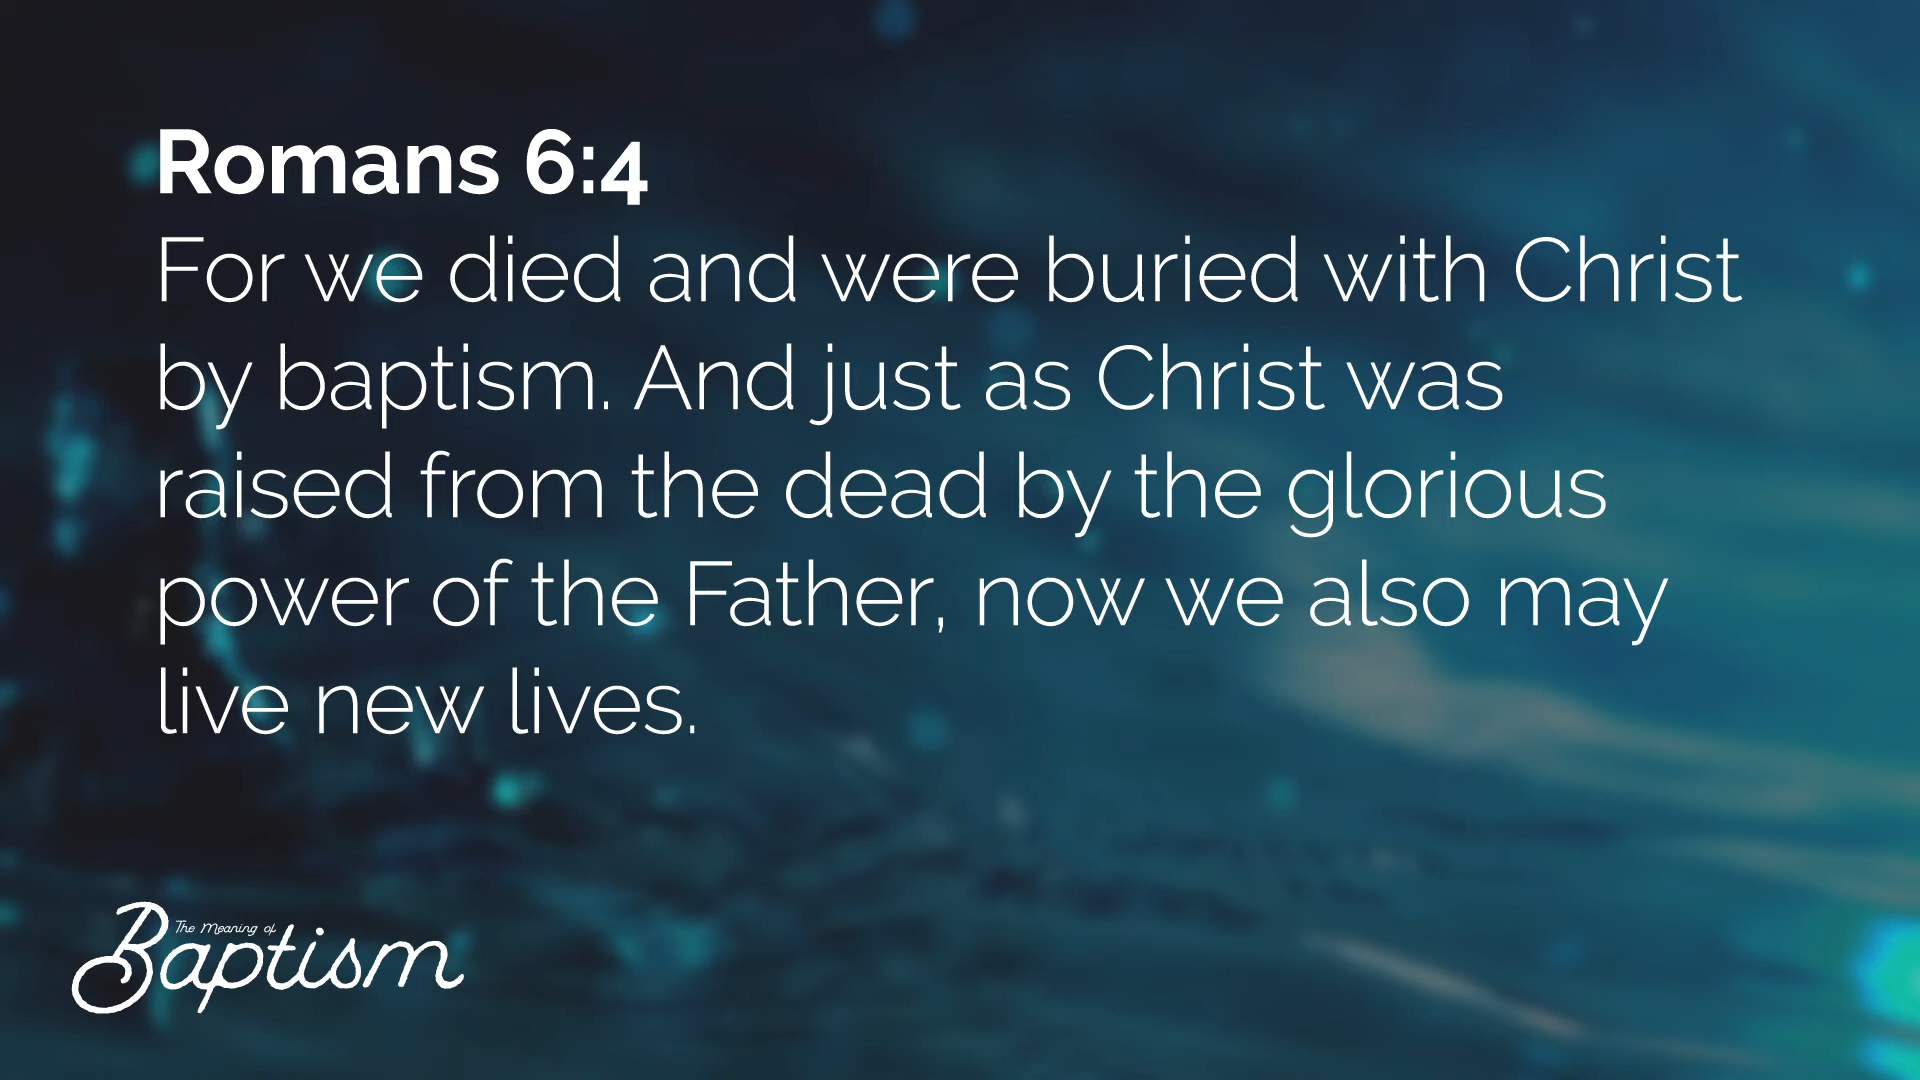 Romans 6:4
For we died and were buried with Christ
by baptism. And just as Christ was
raised from the dead by the glorious
power of the Father, now we also may
live new lives.
The Meaning of
Baptism